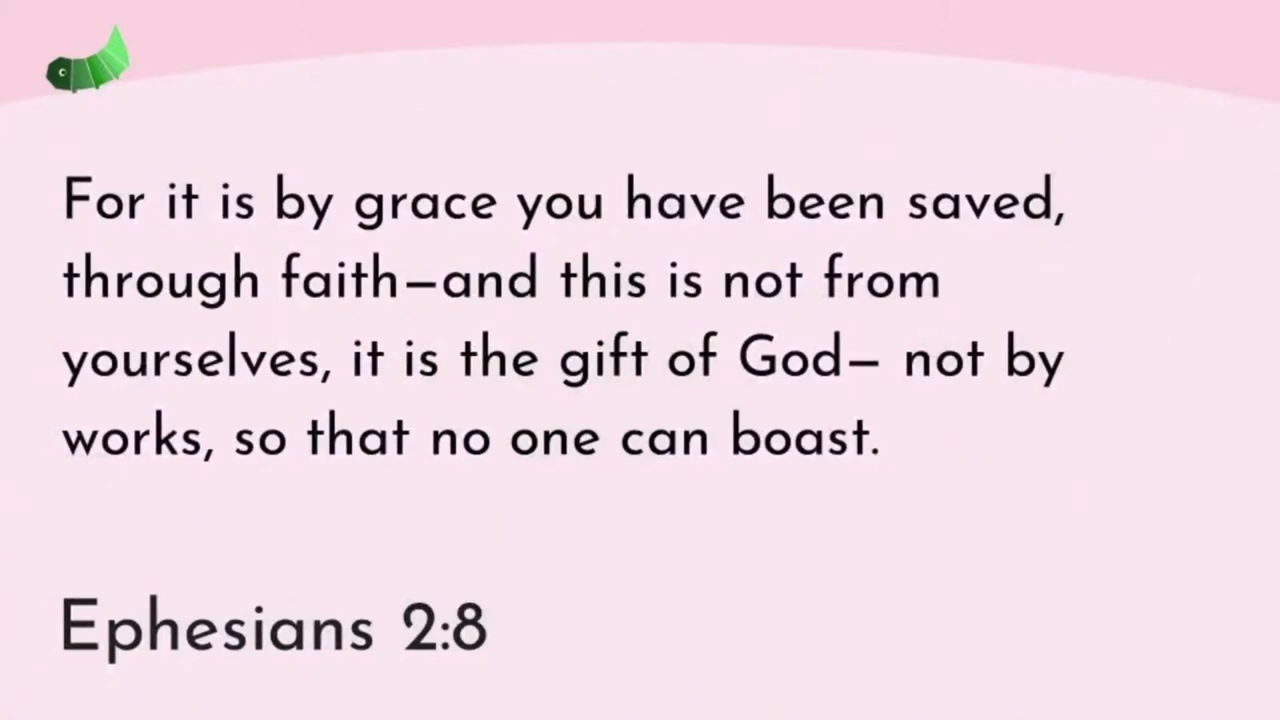 For it is by grace you have been saved,
through faith—and this is not from
yourselves, it is the gift of God— not by
works, so that no one can boast.
Ephesians 2:8